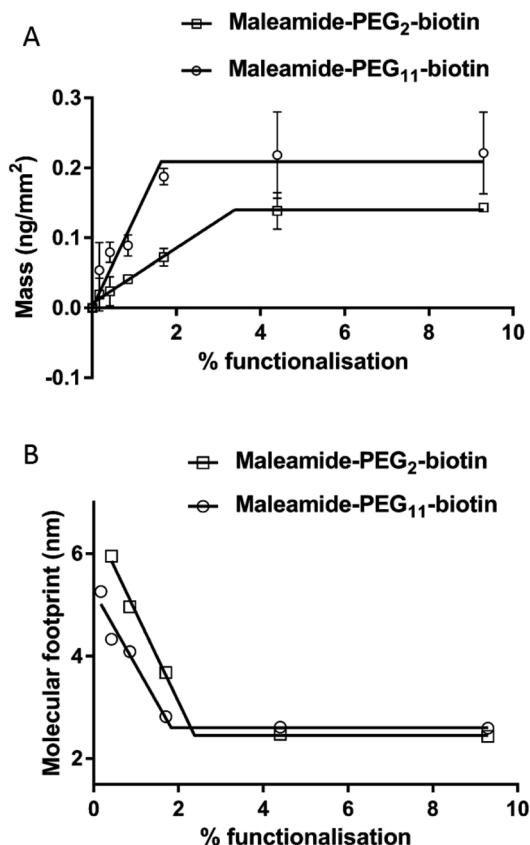 A
Maleamide-PEG2-biotin
Maleamide-PEG11-biotin
Mass (ng/mm2)
0.3
0.2
0.1
0.0
-0.1
2
4
6
8
10
% functionalisation
B
Maleamide-PEG2-biotin
Maleamide-PEG11-biotin
Molecular footprint (nm)
6
4
2
0
2
4
6
8
10
% functionalisation